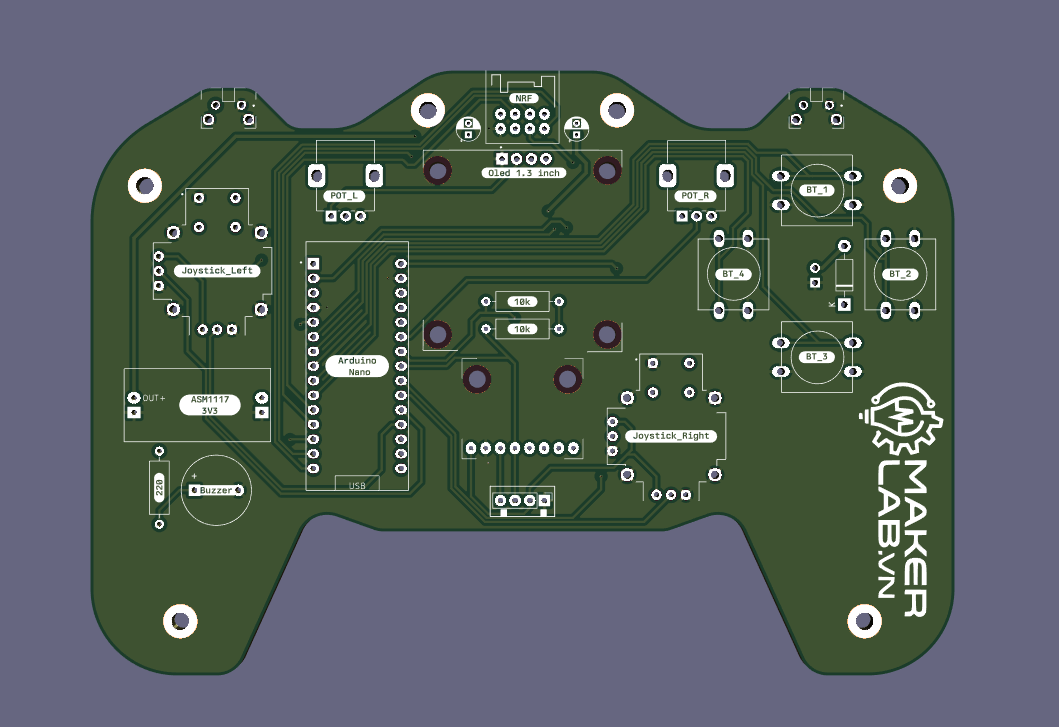 NRF
Oled 1.3 inch
POT_L
POT_R
BT_1
Joystick_Left
BT_4
BT_2
10k
10k
K
BT_3
Arduino
Nano
OUT+
ASM1117
3V3
Joystick_Right
220
+
Buzzer
USB
MAKER
LAB.VN